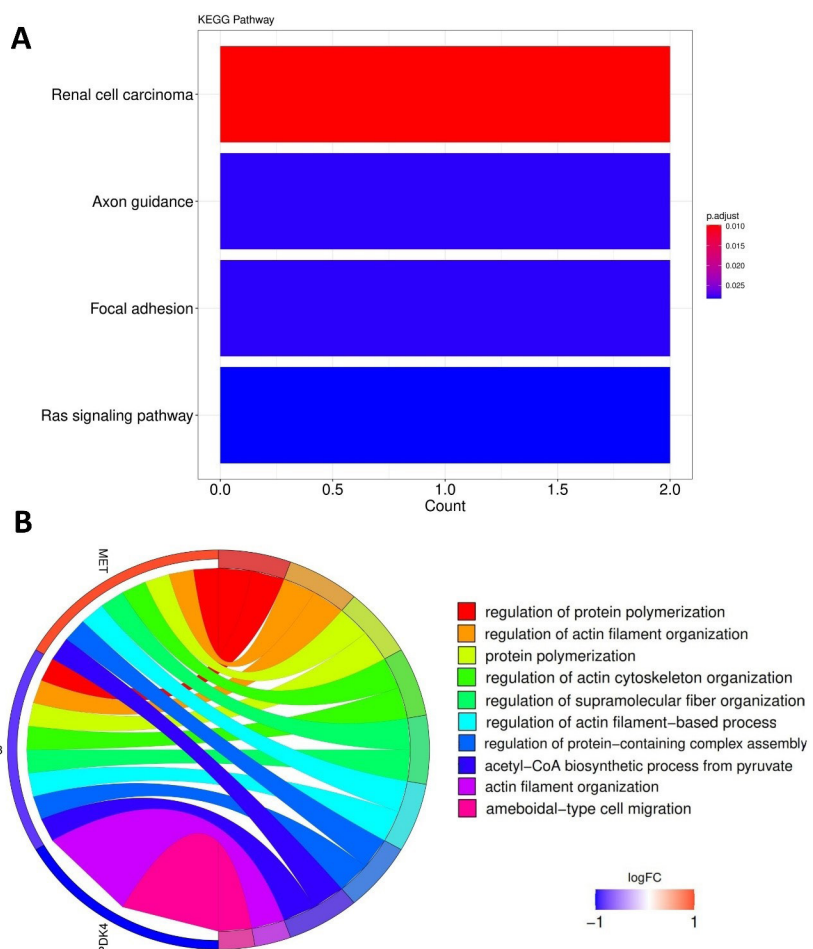 A
KEGG Pathway
Renal cell carcinoma
Axon guidance
Focal adhesion
Ras signaling pathway
0.0 0.5 1.0 1.5 2.0
Count
p.adjust
0.010
0.015
0.020
0.025
B
MET
PDK4
regulation of protein polymerization
regulation of actin filament organization
protein polymerization
regulation of actin cytoskeleton organization
regulation of supramolecular fiber organization
regulation of actin filament−based process
regulation of protein−containing complex assembly
acetyl−CoA biosynthetic process from pyruvate
actin filament organization
ameboidal−type cell migration
logFC
−1 1